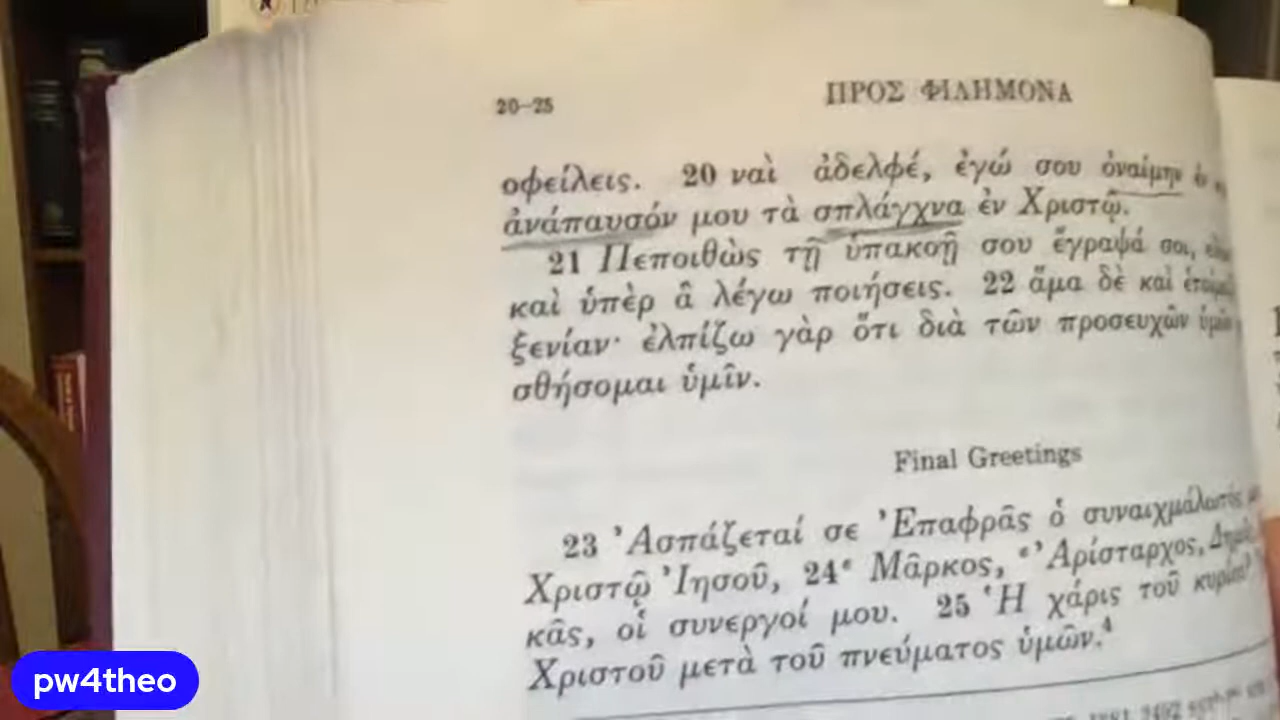 20–25 ΠΡΟΣ ΦΙΛΗΜΟΝΑ
οφείλεις. 20 ναὶ ἀδελφέ, ἐγώ σου ὀναίμην
ἀνάπαυσόν μου τὰ σπλάγχνα ἐν Χριστῷ.
21 Πεποιθὼς τῇ ὑπακοῇ σου ἔγραψά σοι,
καὶ ὑπὲρ ἃ λέγω ποιήσεις. 22 ἅμα δὲ καὶ
ξενίαν· ἐλπίζω γὰρ ὅτι διὰ τῶν προσευχῶν
σθήσομαι ὑμῖν.
Final Greetings
23 Ἀσπάζεταί σε Ἐπαφρᾶς ὁ συναιχμάλωτός
Χριστῷ Ἰησοῦ, 24 Μᾶρκος, Ἀρίσταρχος,
κᾶς, οἱ συνεργοί μου. 25 Ἡ χάρις τοῦ κυρίου
Χριστοῦ μετὰ τοῦ πνεύματος ὑμῶν.⁴
pw4theo